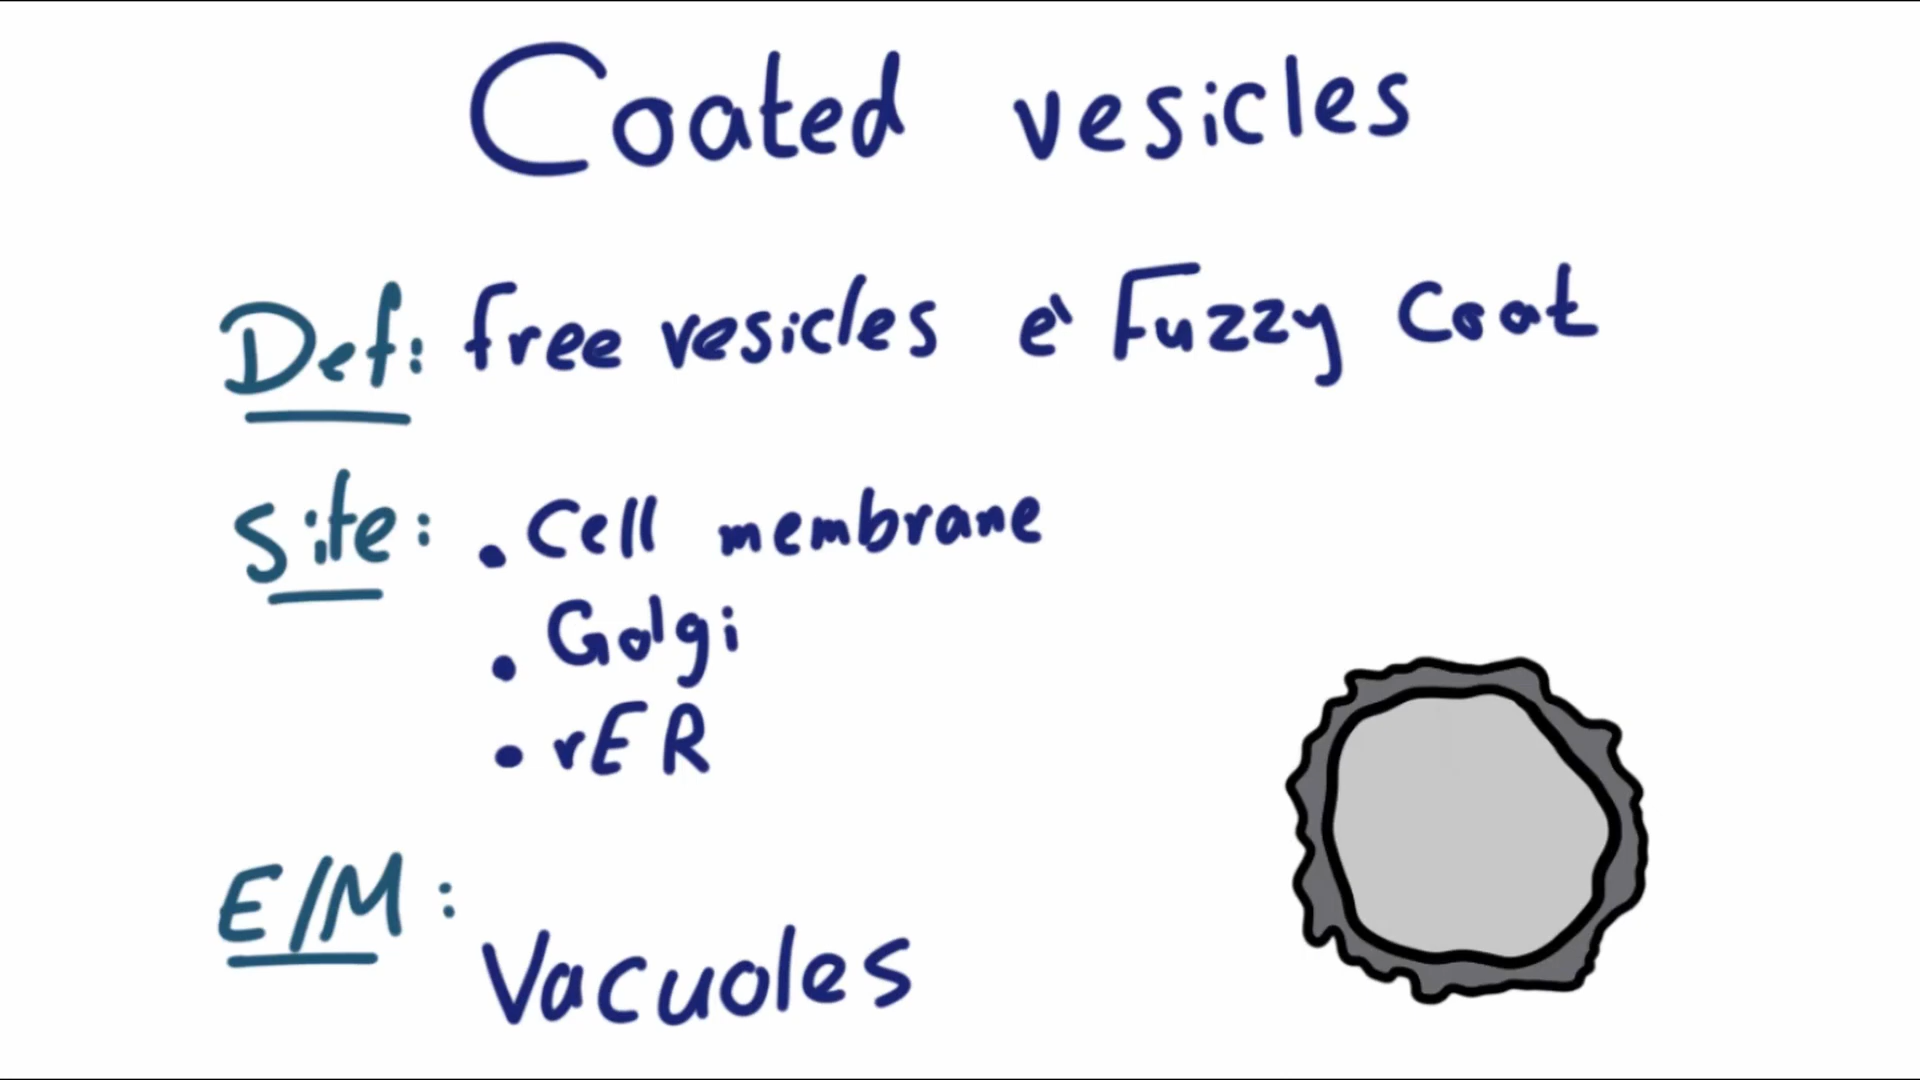 Coated vesicles
Def: free vesicles e` Fuzzy Coat
Site: • Cell membrane
• Golgi
• rER
E/M:
Vacuoles